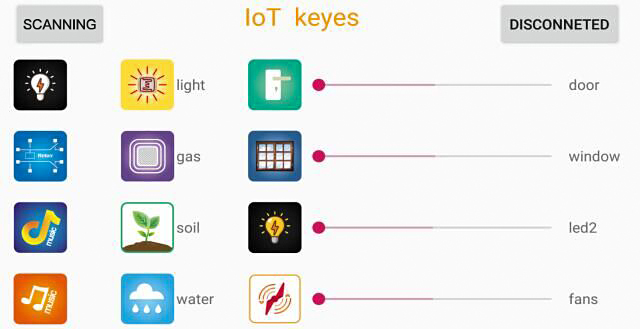 SCANNING
IoT keyes
DISCONNETED
light
door
Relay
gas
window
music
soil
led2
music
water
fans